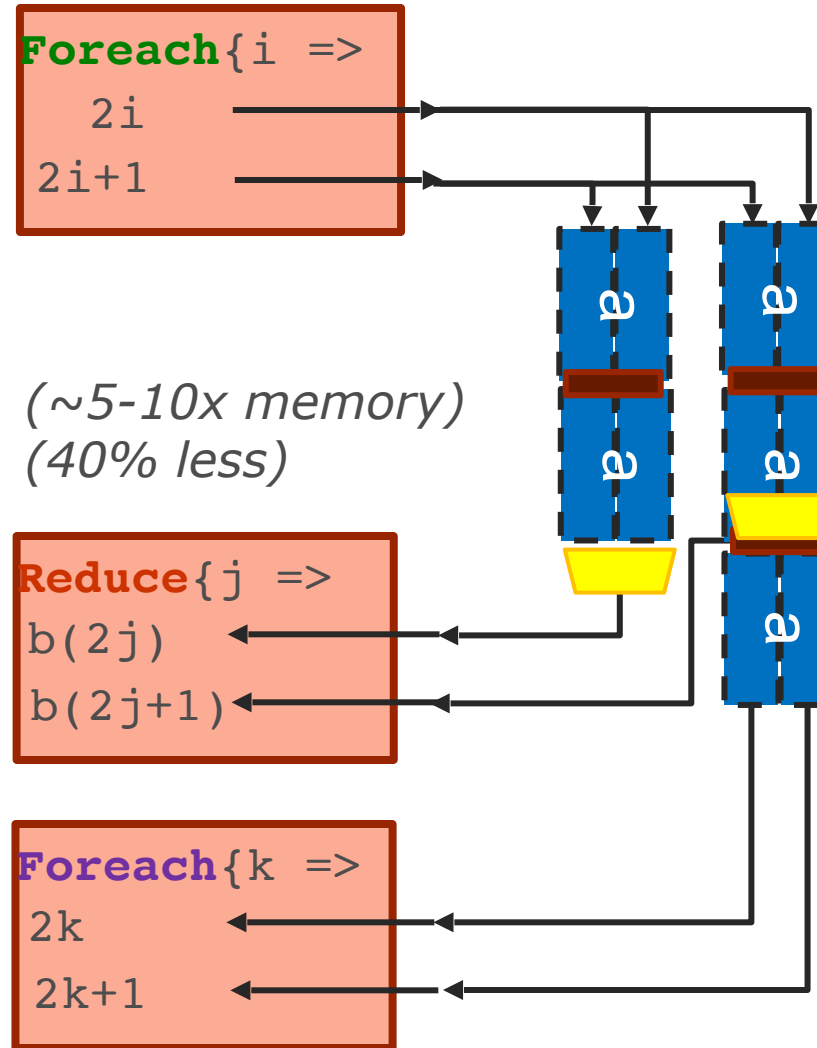 Foreach{i =>
2i
2i+1
a
a
a
a
a
(~5-10x memory)
(40% less)
Reduce{j =>
b(2j)
b(2j+1)
Foreach{k =>
2k
2k+1